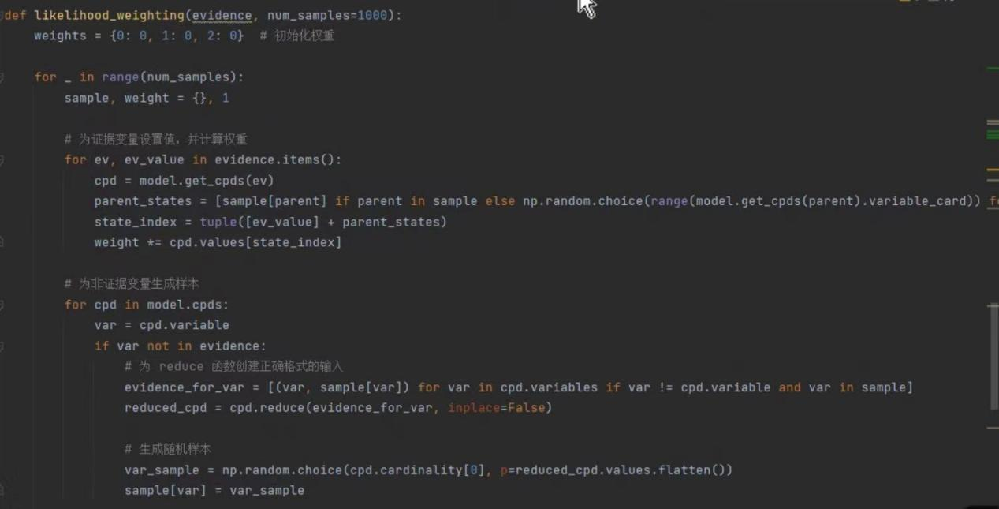 def likelihood_weighting(evidence, num_samples=1000):
    weights = {0: 0, 1: 0, 2: 0}  # 初始化权重
    for _ in range(num_samples):
        sample, weight = {}, 1
        # 为证据变量设置值，并计算权重
        for ev, ev_value in evidence.items():
            cpd = model.get_cpds(ev)
            parent_states = [sample[parent] if parent in sample else np.random.choice(range(model.get_cpds(parent).variable_card))
            state_index = tuple([ev_value] + parent_states)
            weight *= cpd.values[state_index]
        # 为非证据变量生成样本
        for cpd in model.cpds:
            var = cpd.variable
            if var not in evidence:
                # 为 reduce 函数创建正确格式的输入
                evidence_for_var = [(var, sample[var]) for var in cpd.variables if var != cpd.variable and var in sample]
                reduced_cpd = cpd.reduce(evidence_for_var, inplace=False)
                # 生成随机样本
                var_sample = np.random.choice(cpd.cardinality[0], p=reduced_cpd.values.flatten())
                sample[var] = var_sample